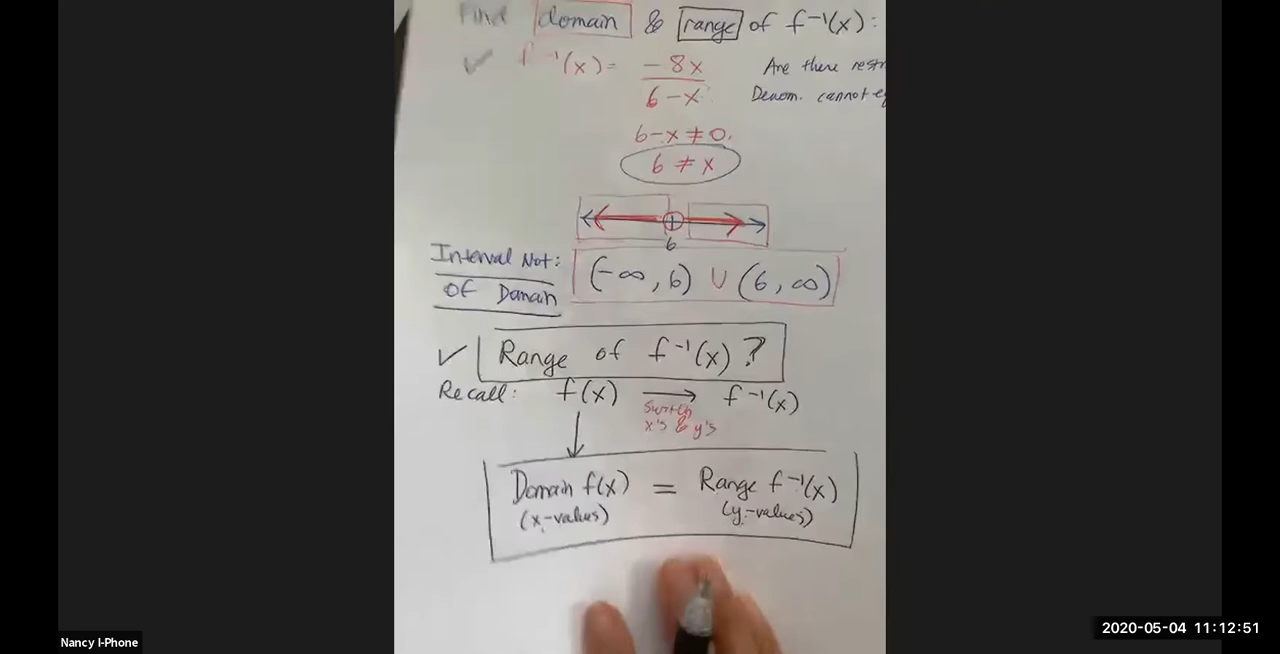 Find domain & range of f⁻¹(x):
✓ f⁻¹(x) = -8x / 6-x
Are there
Denom. cannot
6-x ≠ 0.
6 ≠ x
6
Interval Not: (-∞, 6) ∪ (6, ∞)
Of Domain
✓ Range of f⁻¹(x)?
Recall: f(x) → f⁻¹(x)
Switch
x's & y's
Domain f(x) = Range f⁻¹(x)
(x-values) (y-values)
Nancy I-Phone
2020-05-04 11:12:51